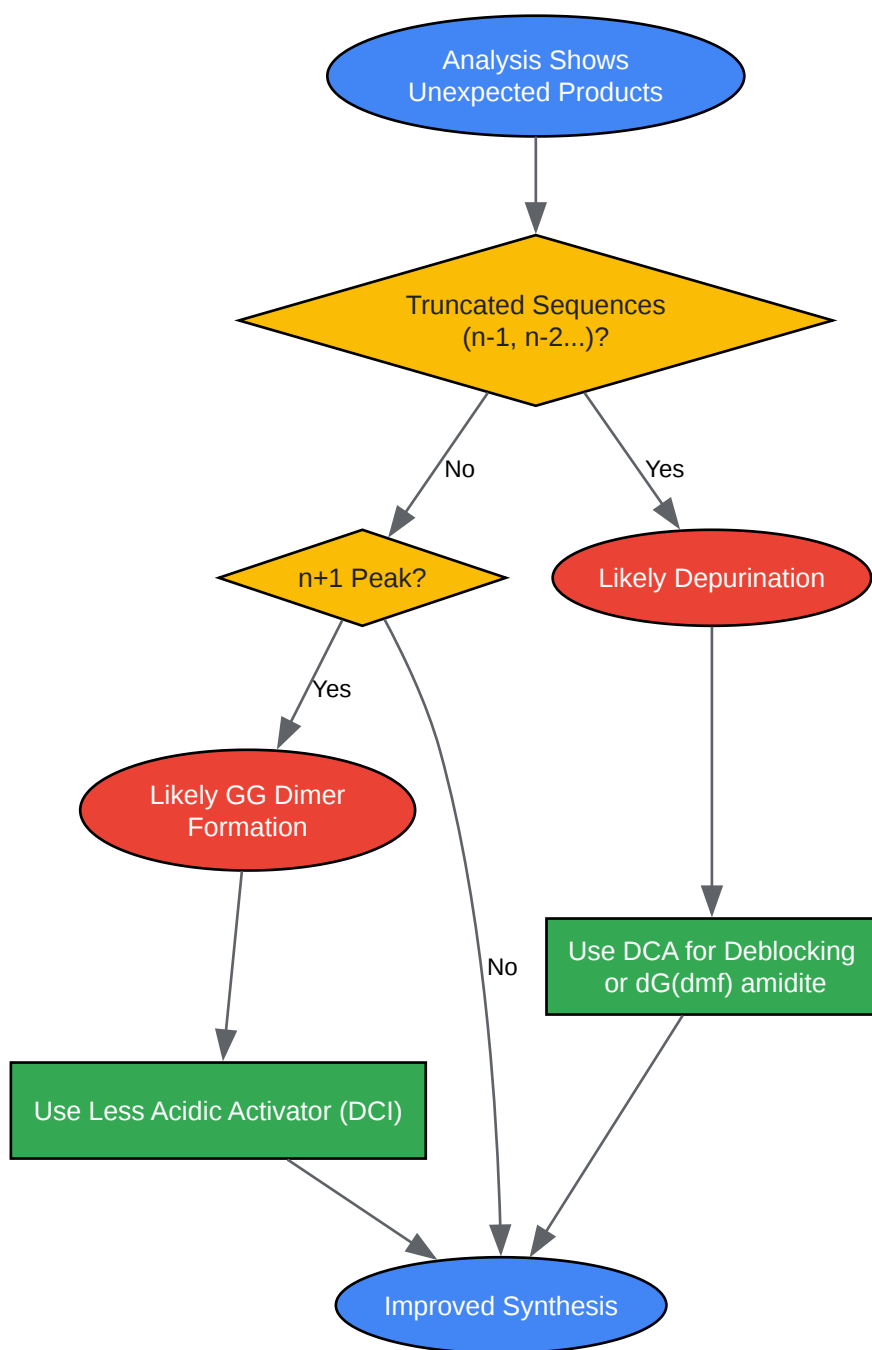 Analysis Shows
Unexpected Products
Truncated Sequences
(n-1, n-2...)?
No
Yes
n+1 Peak?
Likely Depurination
Yes
Likely GG Dimer
Formation
No
Use DCA for Deblocking
or dG(dmf) amidite
Use Less Acidic Activator (DCI)
Improved Synthesis